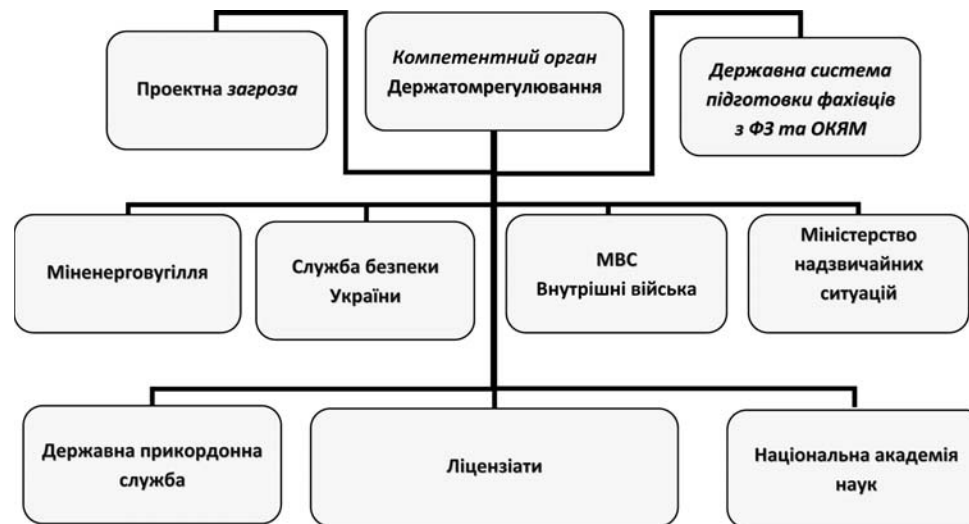 Проектна загроза
Компетентний орган
Держатомрегулювання
Державна система
підготовки фахівців
з ФЗ та ОКЯМ
Міненерговугілля
Служба безпеки
України
МВС
Внутрішні війська
Міністерство
надзвичайних
ситуацій
Державна прикордонна
служба
Ліцензіати
Національна академія
наук